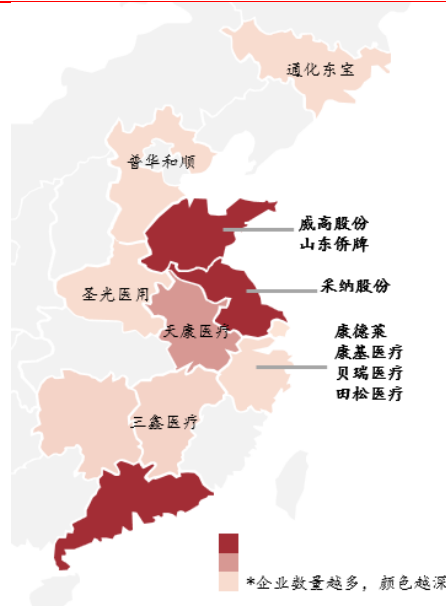 通化东宝
普华和顺
威高股份
山东侨牌
采纳股份
圣光医用
天康医疗
康德莱
康基医疗
贝瑞医疗
田松医疗
三鑫医疗
*企业数量越多，颜色越深